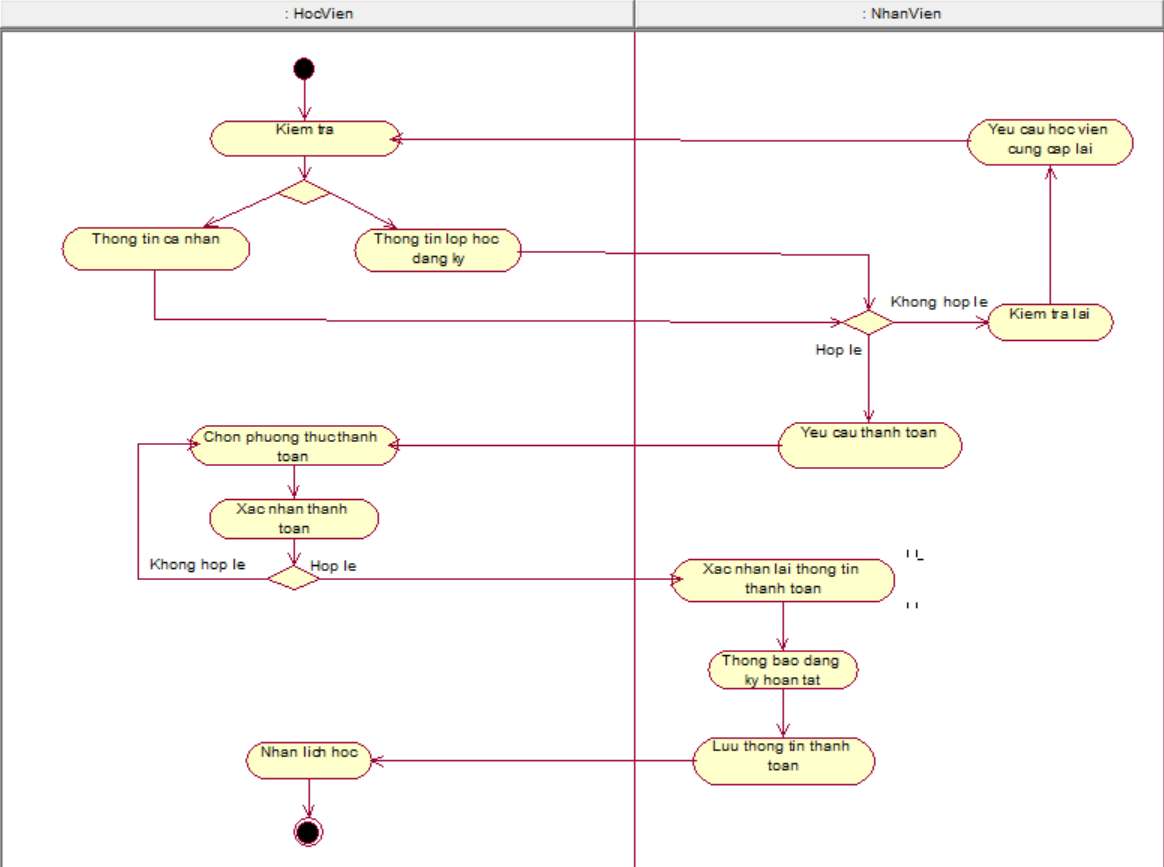 : HocVien
: NhanVien
Kiem tra
Yeu cau hoc vien
cung cap lai
Thong tin ca nhan
Thong tin lop hoc
dang ky
Khong hop le
Kiem tra lai
Hop le
Chon phuong thuc thanh
toan
Yeu cau thanh toan
Xac nhan thanh
toan
Khong hop le
Hop le
Xac nhan lai thong tin
thanh toan
Thong bao dang
ky hoan tat
Nhan lich hoc
Luu thong tin thanh
toan